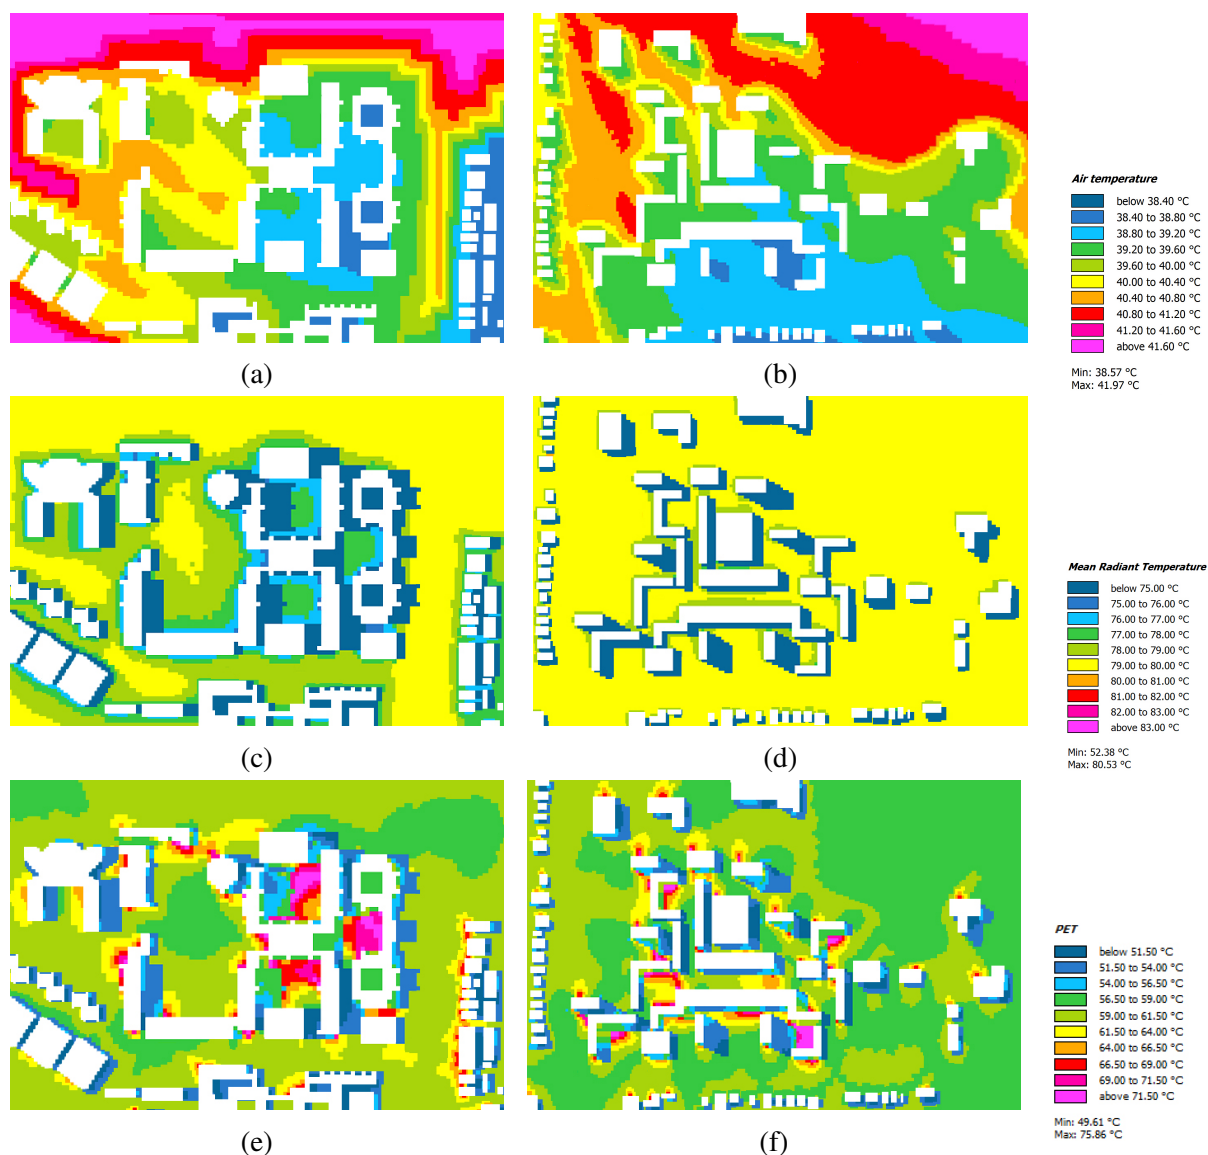 Air temperature
below 38.40 °C
38.40 to 38.80 °C
38.80 to 39.20 °C
39.20 to 39.60 °C
39.60 to 40.00 °C
40.00 to 40.40 °C
40.40 to 40.80 °C
40.80 to 41.20 °C
41.20 to 41.60 °C
above 41.60 °C
Min: 38.57 °C
Max: 41.97 °C
(a)
(b)
Mean Radiant Temperature
below 75.00 °C
75.00 to 76.00 °C
76.00 to 77.00 °C
77.00 to 78.00 °C
78.00 to 79.00 °C
79.00 to 80.00 °C
80.00 to 81.00 °C
81.00 to 82.00 °C
82.00 to 83.00 °C
above 83.00 °C
Min: 52.38 °C
Max: 80.53 °C
(c)
(d)
PET
below 51.50 °C
51.50 to 54.00 °C
54.00 to 56.50 °C
56.50 to 59.00 °C
59.00 to 61.50 °C
61.50 to 64.00 °C
64.00 to 66.50 °C
66.50 to 69.00 °C
69.00 to 71.50 °C
above 71.50 °C
Min: 49.61 °C
Max: 75.86 °C
(e)
(f)